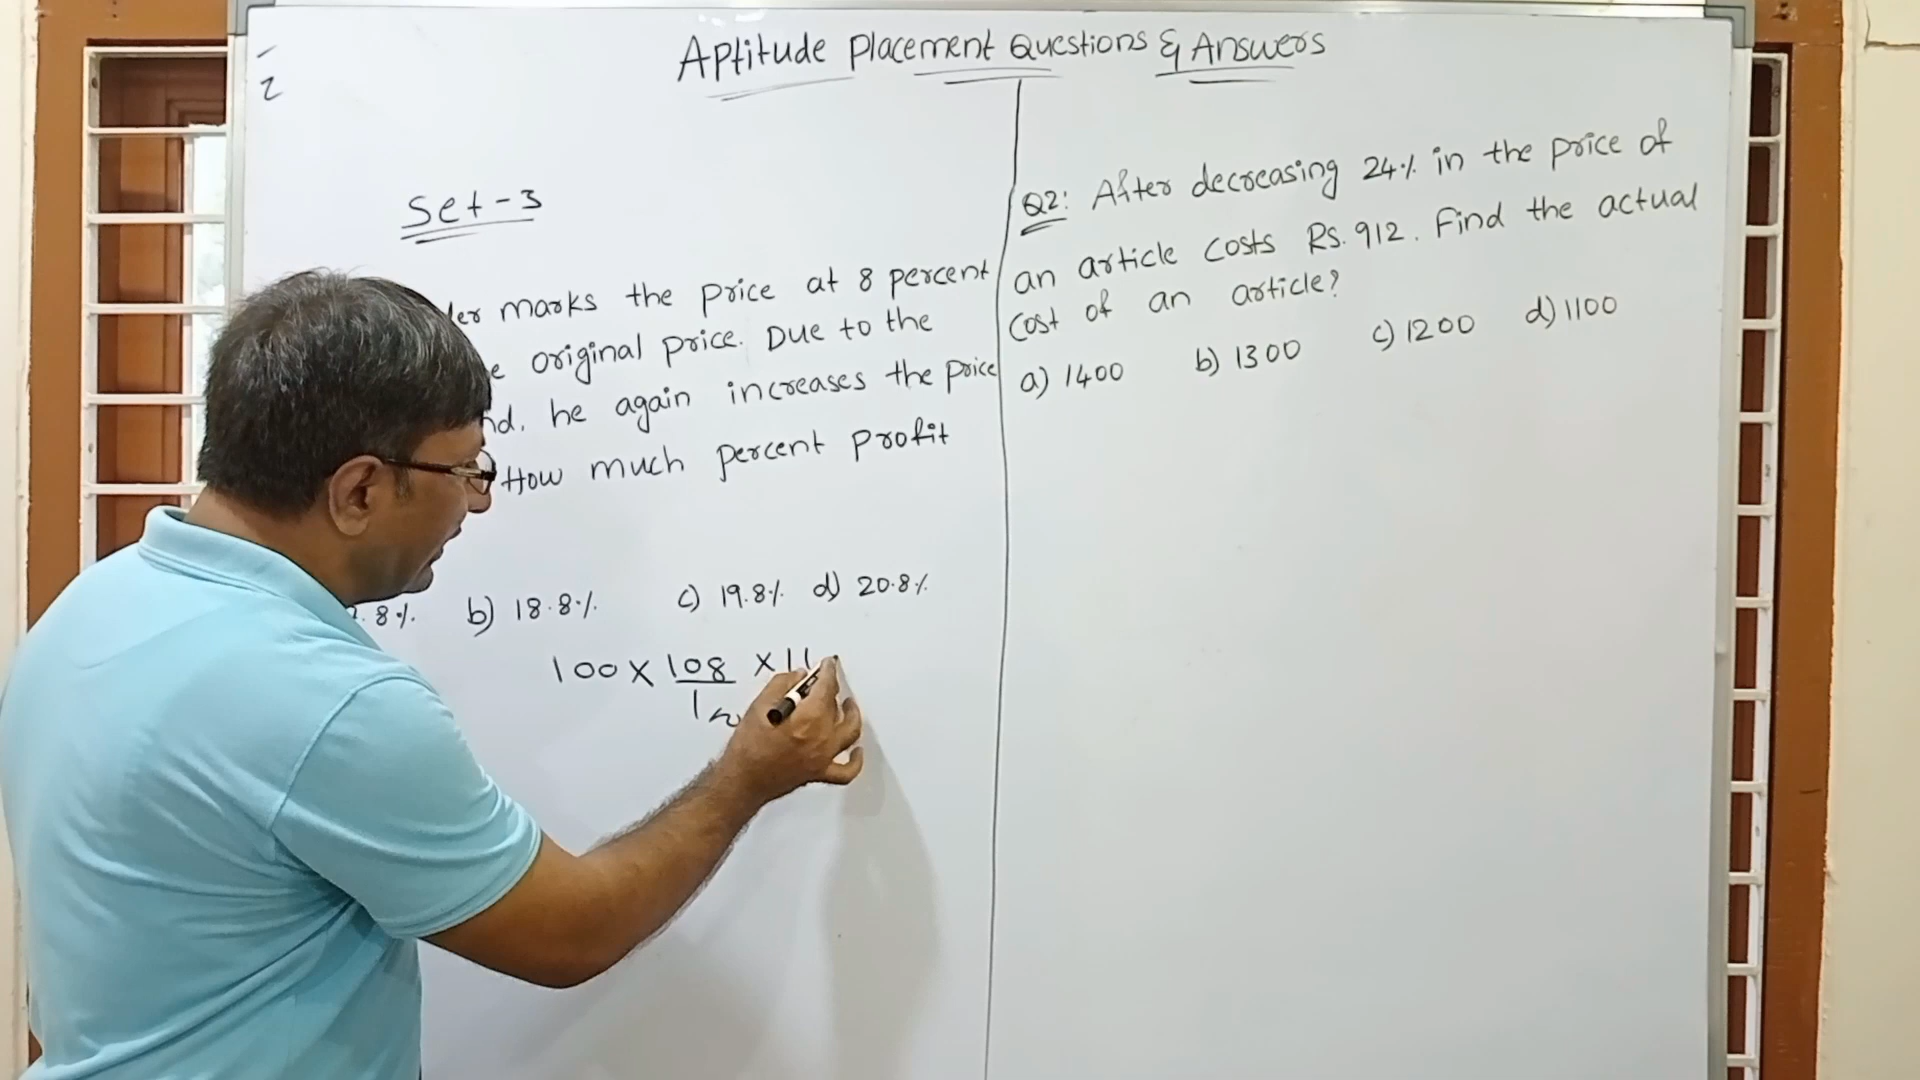 Aptitude Placement Questions & Answers
2
Set-3
marks the price at 8 percent
original price. Due to the
he again increases the price
How much percent profit
.8% b) 18.8% c) 19.8% d) 20.8%
100 × 108 × 11
Q2: After decreasing 24% in the price of
an article costs Rs. 912. Find the actual
cost of an article?
a) 1400 b) 1300 c) 1200 d) 1100